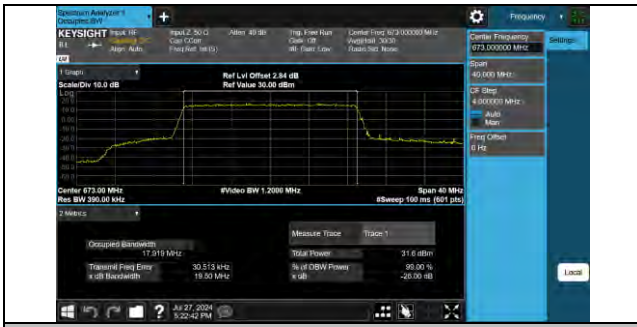 Spectrum Analyzer 1
Occupied BW
Frequency
KEYSIGHT Input: RF
Coupling: DC
Align: Auto
Input Z: 50 Ω
Corr CCorr
Freq Ref: Int (S)
Atten: 40 dB
Trig: Free Run
Gate: Off
#IF Gain: Low
Center Freq: 673.000000 MHz
Radio Std: None
Center Frequency
673.000000 MHz
Settings
Span
40.000 MHz
CF Step
4.000000 MHz
Auto
Man
Freq Offset
0 Hz
1 Graph
Scale/Div 10.0 dB
Ref Lvl Offset 2.84 dB
Ref Value 30.00 dBm
Log
Center 673.00 MHz
Res BW 390.00 kHz
#Video BW 1.2000 MHz
Span 40 MHz
#Sweep 100 ms (601 pts)
2 Metrics
Measure Trace
Trace 1
Occupied Bandwidth
17.919 MHz
Total Power
31.6 dBm
Transmit Freq Error
30.513 kHz
% of OBW Power
99.00 %
x dB Bandwidth
19.50 MHz
x dB
-26.00 dB
Local
Jul 27, 2024
5:22:42 PM